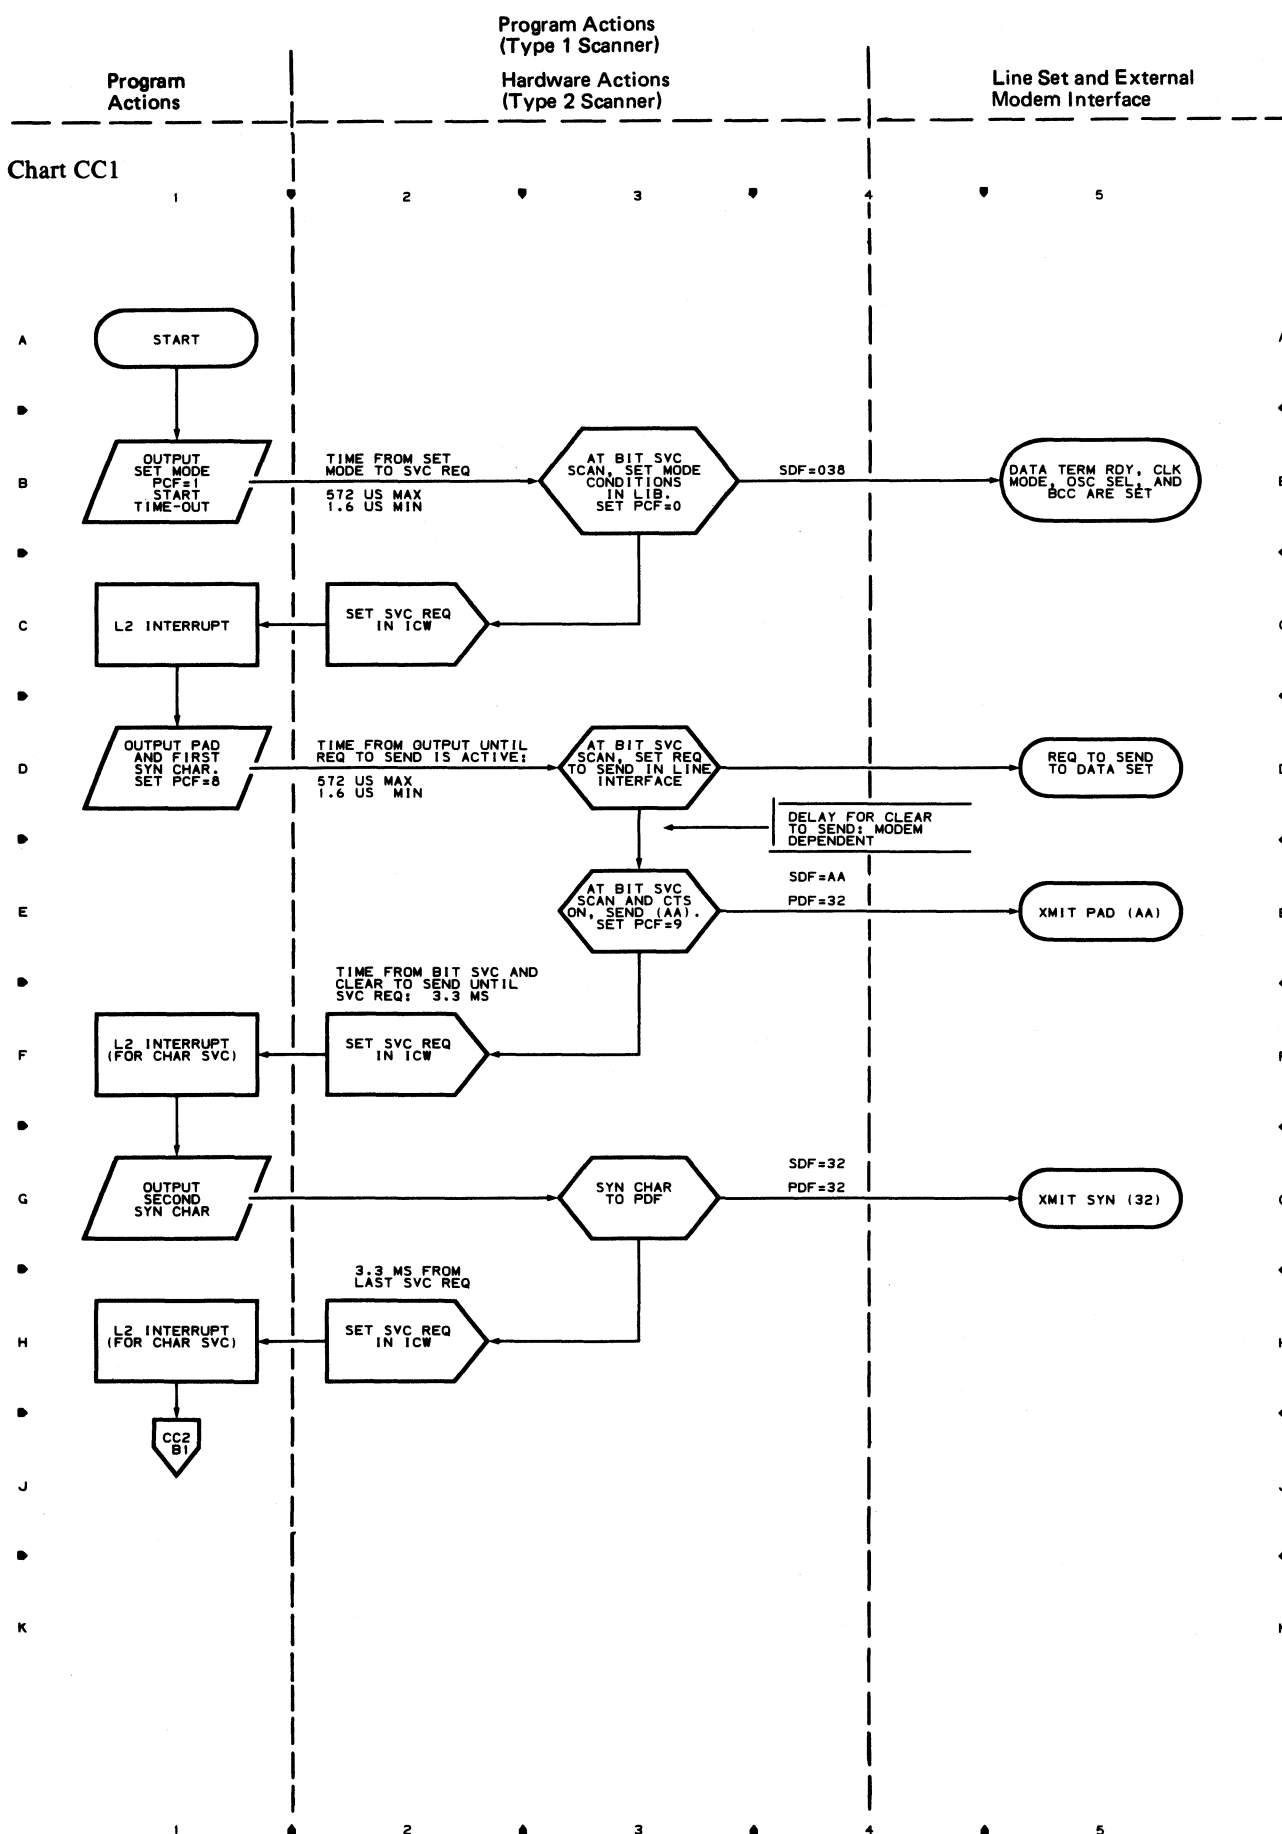 Program Actions
(Type 1 Scanner)
Program
Actions
Hardware Actions
(Type 2 Scanner)
Line Set and External
Modem Interface
Chart CC1
1 2 3 4 5
A
START
A
B
OUTPUT
SET MODE
PCF=1
START
TIME-OUT
TIME FROM SET
MODE TO SVC REQ
572 US MAX
1.6 US MIN
AT BIT SVC
SCAN, SET MODE
CONDITIONS
IN LIB.
SET PCF=0
SDF=038
DATA TERM RDY, CLK
MODE, OSC SEL, AND
BCC ARE SET
C
L2 INTERRUPT
SET SVC REQ
IN ICW
D
OUTPUT PAD
AND FIRST
SYN CHAR.
SET PCF=8
TIME FROM OUTPUT UNTIL
REQ TO SEND IS ACTIVE:
572 US MAX
1.6 US MIN
AT BIT SVC
SCAN, SET REQ
TO SEND IN LINE
INTERFACE
REQ TO SEND
TO DATA SET
DELAY FOR CLEAR
TO SEND: MODEM
DEPENDENT
E
AT BIT SVC
SCAN AND CTS
ON, SEND (AA).
SET PCF=9
SDF=AA
PDF=32
XMIT PAD (AA)
TIME FROM BIT SVC AND
CLEAR TO SEND UNTIL
SVC REQ: 3.3 MS
F
L2 INTERRUPT
(FOR CHAR SVC)
SET SVC REQ
IN ICW
G
OUTPUT
SECOND
SYN CHAR
SYN CHAR
TO PDF
SDF=32
PDF=32
XMIT SYN (32)
3.3 MS FROM
LAST SVC REQ
H
L2 INTERRUPT
(FOR CHAR SVC)
SET SVC REQ
IN ICW
CC2
B1
J
K
1 2 3 4 5